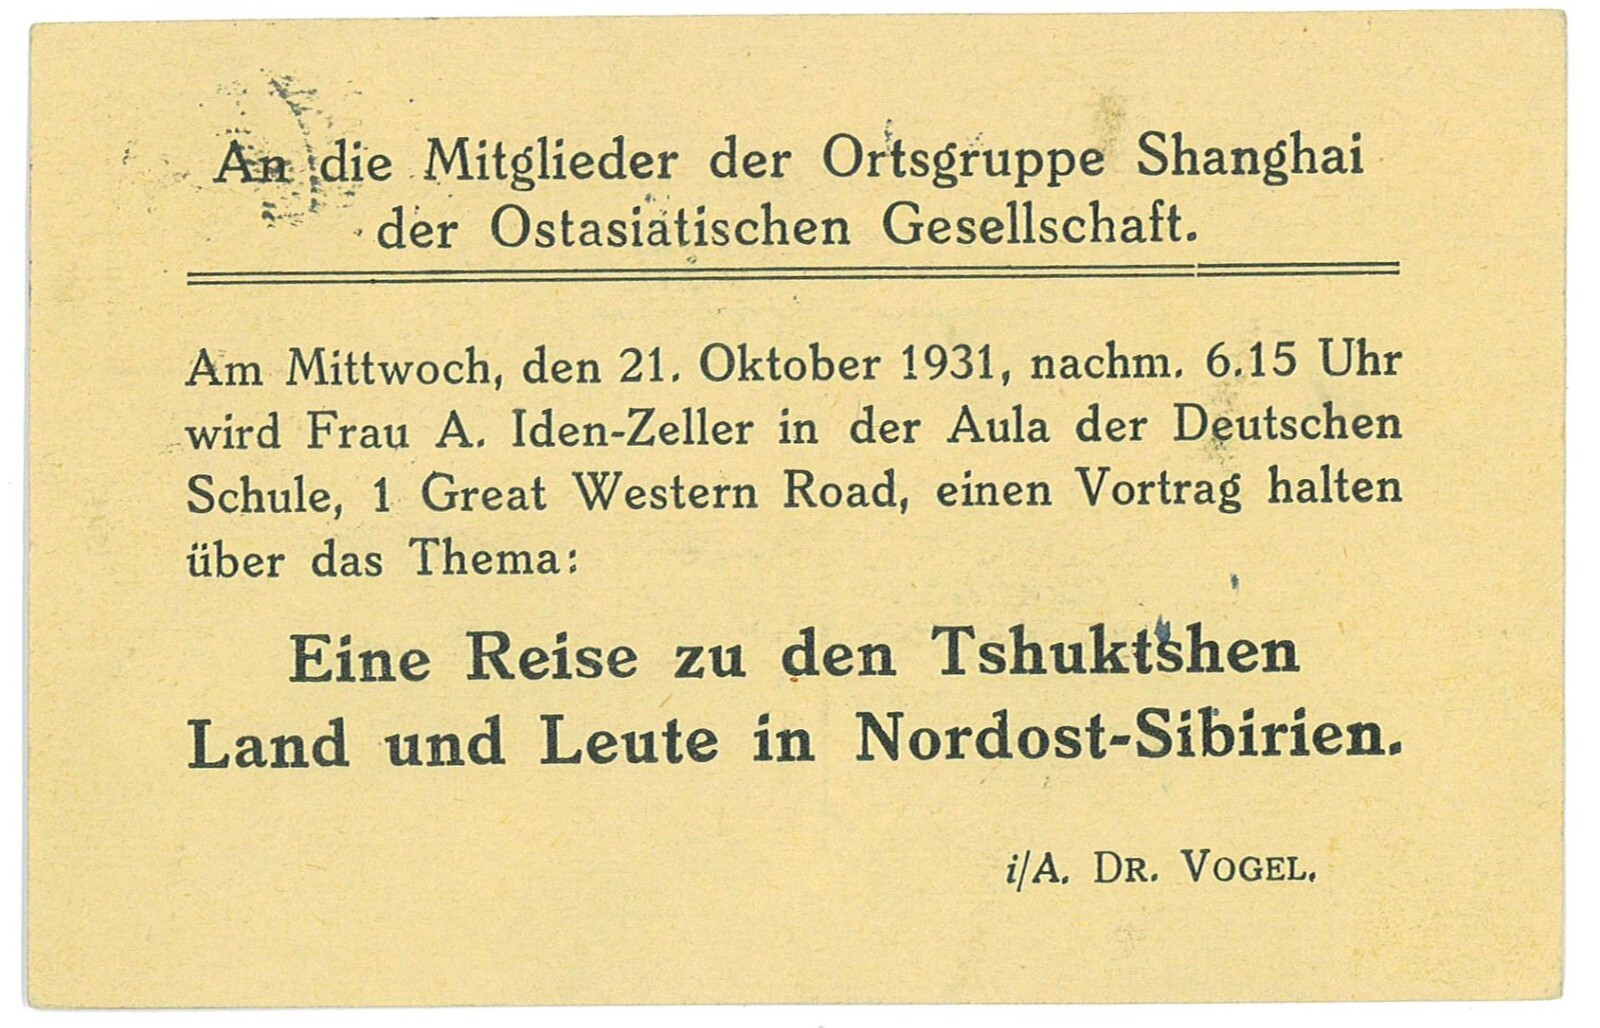 An die Mitglieder der Ortsgruppe Shanghai
der Ostasiatischen Gesellschaft.
Am Mittwoch, den 21. Oktober 1931, nachm. 6.15 Uhr
wird Frau A. Iden-Zeller in der Aula der Deutschen
Schule, 1 Great Western Road, einen Vortrag halten
über das Thema:
Eine Reise zu den Tshuktshen
Land und Leute in Nordost-Sibirien.
i/A. DR. VOGEL.